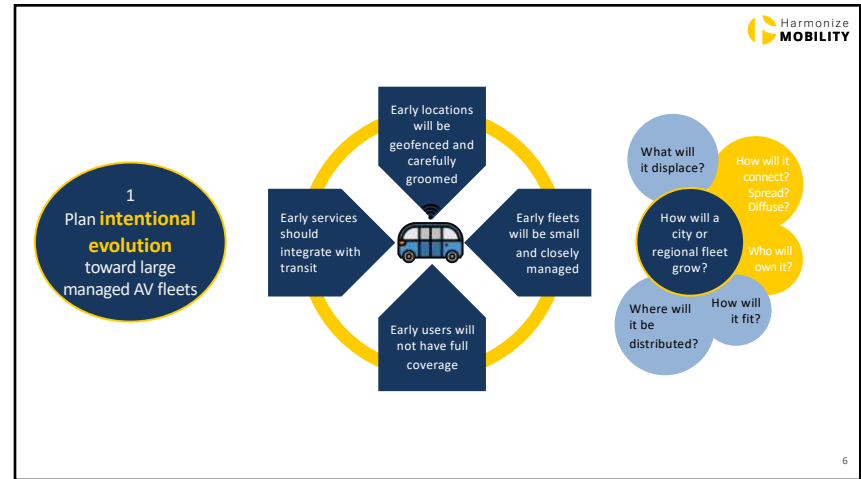 Harmonize
MOBILITY
1
Plan intentional
evolution
toward large
managed AV fleets
Early locations
will be
geofenced and
carefully
groomed
Early services
should
integrate with
transit
Early fleets
will be small
and closely
managed
Early users will
not have full
coverage
What will
it displace?
How will it
connect?
Spread?
Diffuse?
How will a
city or
regional fleet
grow?
Who will
own it?
Where will
it be
distributed?
How will
it fit?
6